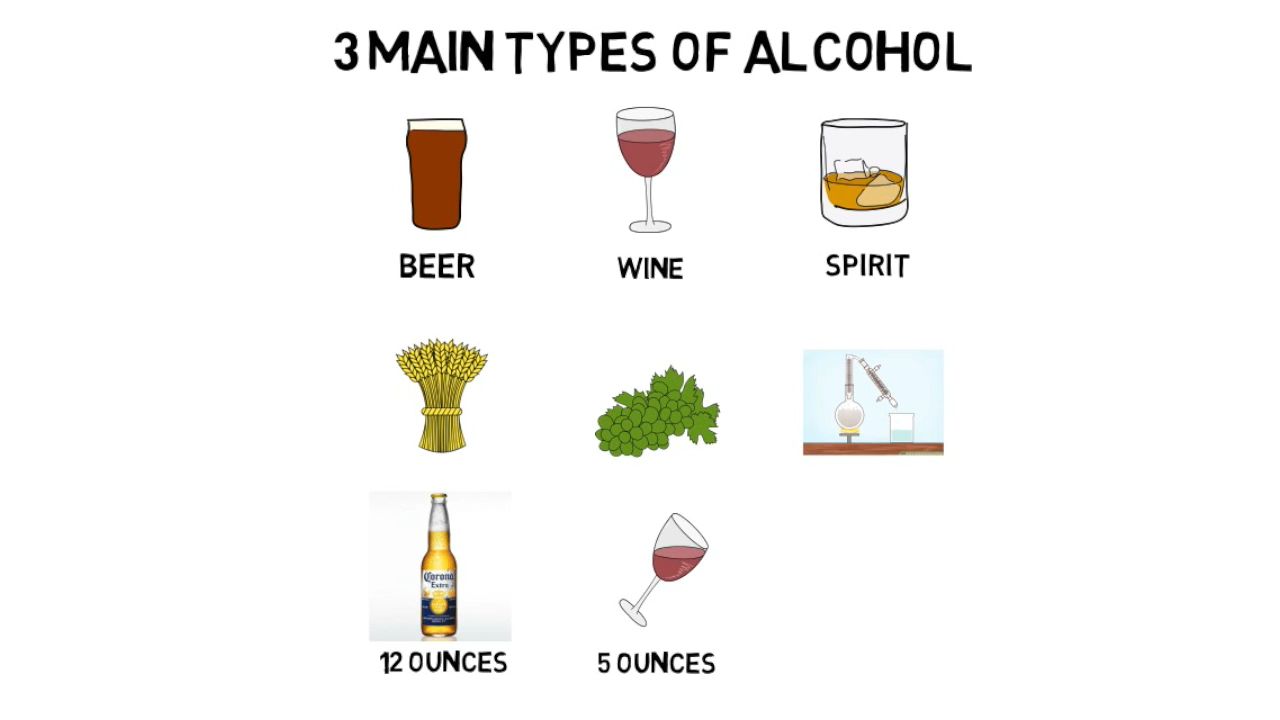 3 MAIN TYPES OF ALCOHOL
BEER
WINE
SPIRIT
Corona
Extra
12 OUNCES
5 OUNCES